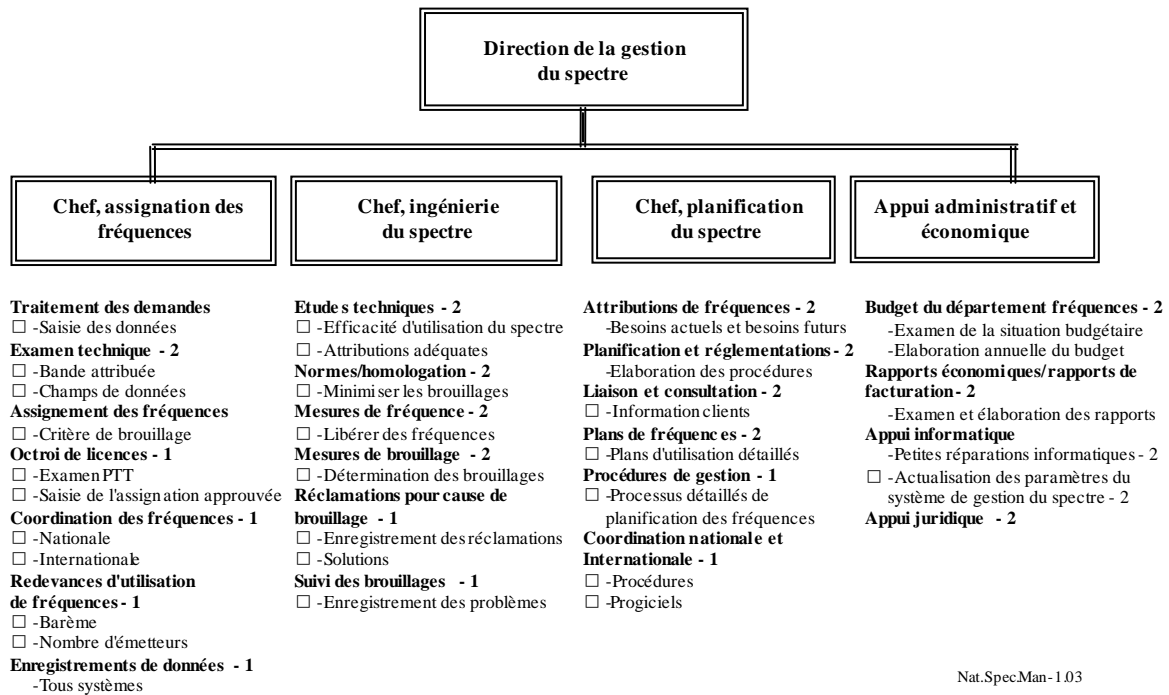 Direction de la gestion
du spectre
Chef, assignation des
fréquences
Chef, ingénierie
du spectre
Chef, planification
du spectre
Appui administratif et
économique
Traitement des demandes
☐ -Saisie des données
Examen technique - 2
☐ -Bande attribuée
☐ -Champs de données
Assignement des fréquences
☐ -Critère de brouillage
Octroi de licences - 1
☐ -Examen PTT
☐ -Saisie de l'assignation approuvée
Coordination des fréquences - 1
☐ -Nationale
☐ -Internationale
Redevances d'utilisation
de fréquences - 1
☐ -Barème
☐ -Nombre d'émetteurs
Enregistrements de données - 1
-Tous systèmes
Etudes techniques - 2
☐ -Efficacité d'utilisation du spectre
☐ -Attributions adéquates
Normes/homologation - 2
☐ -Minimiser les brouillages
Mesures de fréquence - 2
☐ -Libérer des fréquences
Mesures de brouillage - 2
☐ -Détermination des brouillages
Réclamations pour cause de
brouillage - 1
☐ -Enregistrement des réclamations
☐ -Solutions
Suivi des brouillages - 1
☐ -Enregistrement des problèmes
Attributions de fréquences - 2
-Besoins actuels et besoins futurs
Planification et réglementations - 2
-Elaboration des procédures
Liaison et consultation - 2
☐ -Information clients
Plans de fréquences - 2
☐ -Plans d'utilisation détaillés
Procédures de gestion - 1
☐ -Processus détaillés de
planification des fréquences
Coordination nationale et
Internationale - 1
☐ -Procédures
☐ -Progiciels
Budget du département fréquences - 2
-Examen de la situation budgétaire
-Elaboration annuelle du budget
Rapports économiques/rapports de
facturation - 2
-Examen et élaboration des rapports
Appui informatique
-Petites réparations informatiques - 2
☐ -Actualisation des paramètres du
système de gestion du spectre - 2
Appui juridique - 2
Nat.Spec.Man-1.03